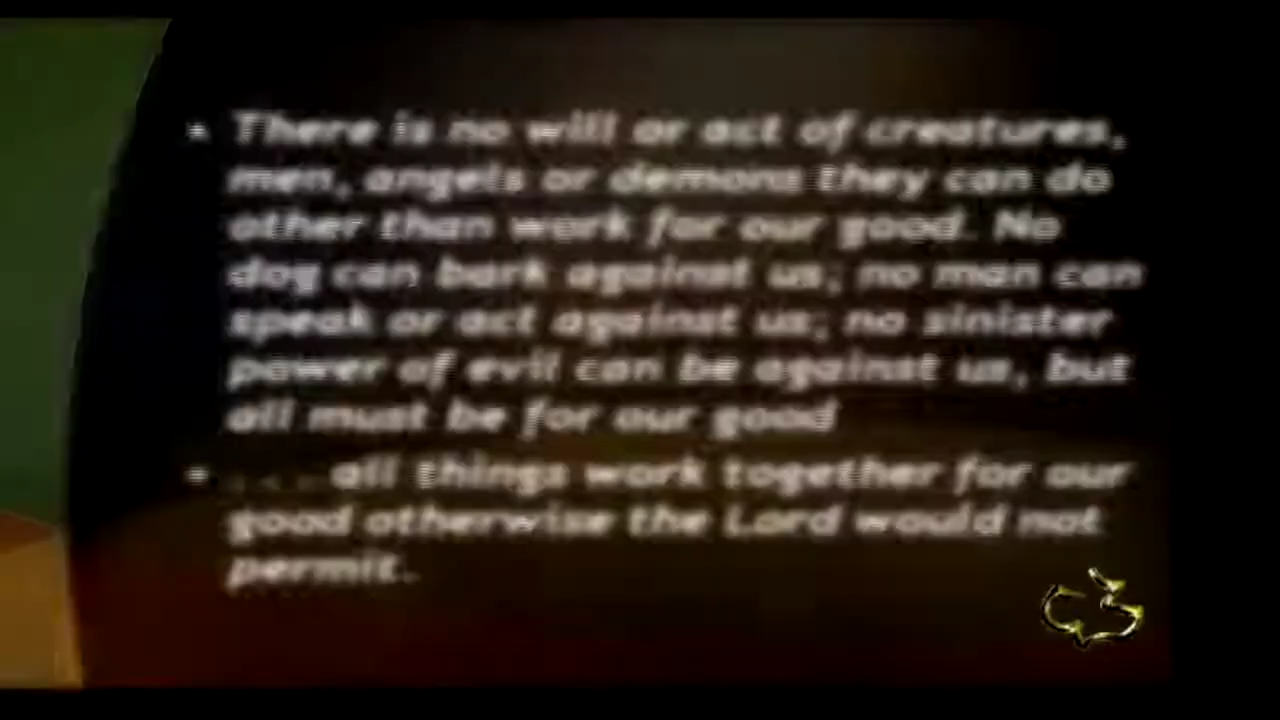 • There is no will or act of creatures,
men, angels or demons they can do
other than work for our good. No
dog can bark against us; no man can
speak or act against us; no sinister
power of evil can be against us, but
all must be for our good
• . . . all things work together for our
good otherwise the Lord would not
permit.